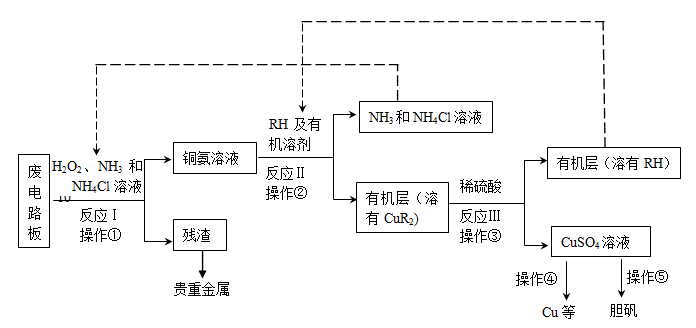 废
电
路
板
H₂O₂、NH₃ 和
NH₄Cl 溶液
10
反应 I
操作①
铜氨溶液
残渣
贵重金属
RH 及有
机溶剂
反应 II
操作②
NH₃和 NH₄Cl 溶液
有机层（溶
有 CuR₂)
稀硫酸
反应III
操作③
有机层（溶有 RH）
CuSO₄ 溶液
操作④
操作⑤
Cu 等
胆矾